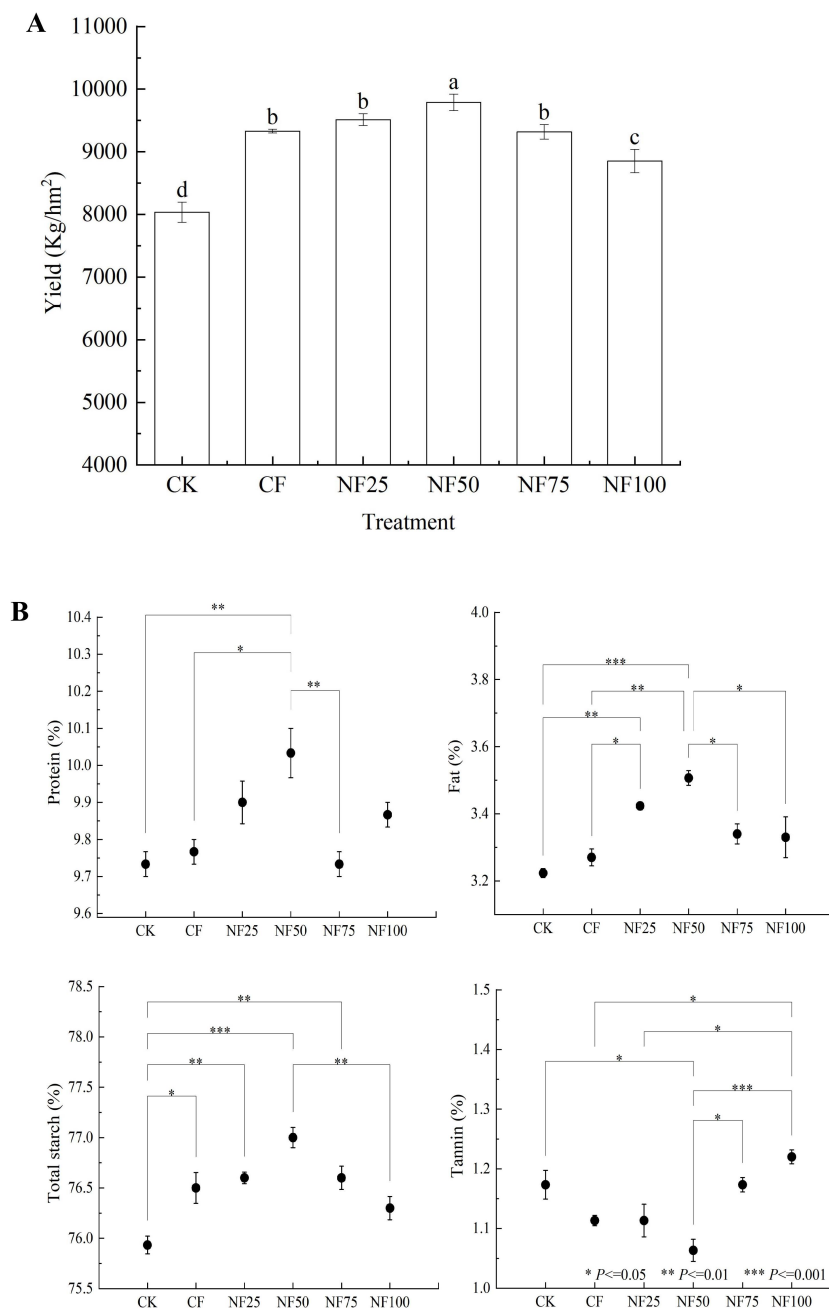 A
11000
10000
9000
8000
7000
6000
5000
4000
Yield (Kg/hm²)
d
b
b
a
b
c
CK CF NF25 NF50 NF75 NF100
Treatment
B
10.4
10.3
10.2
10.1
10.0
9.9
9.8
9.7
9.6
Protein (%)
**
*
**
CK CF NF25 NF50 NF75 NF100
4.0
3.8
3.6
3.4
3.2
Fat (%)
***
**
*
**
*
*
CK CF NF25 NF50 NF75 NF100
78.5
78.0
77.5
77.0
76.5
76.0
75.5
Total starch (%)
**
***
**
**
*
CK CF NF25 NF50 NF75 NF100
1.5
1.4
1.3
1.2
1.1
1.0
Tannin (%)
*
*
*
***
*
* P<=0.05 ** P<=0.01 *** P<=0.001
CK CF NF25 NF50 NF75 NF100